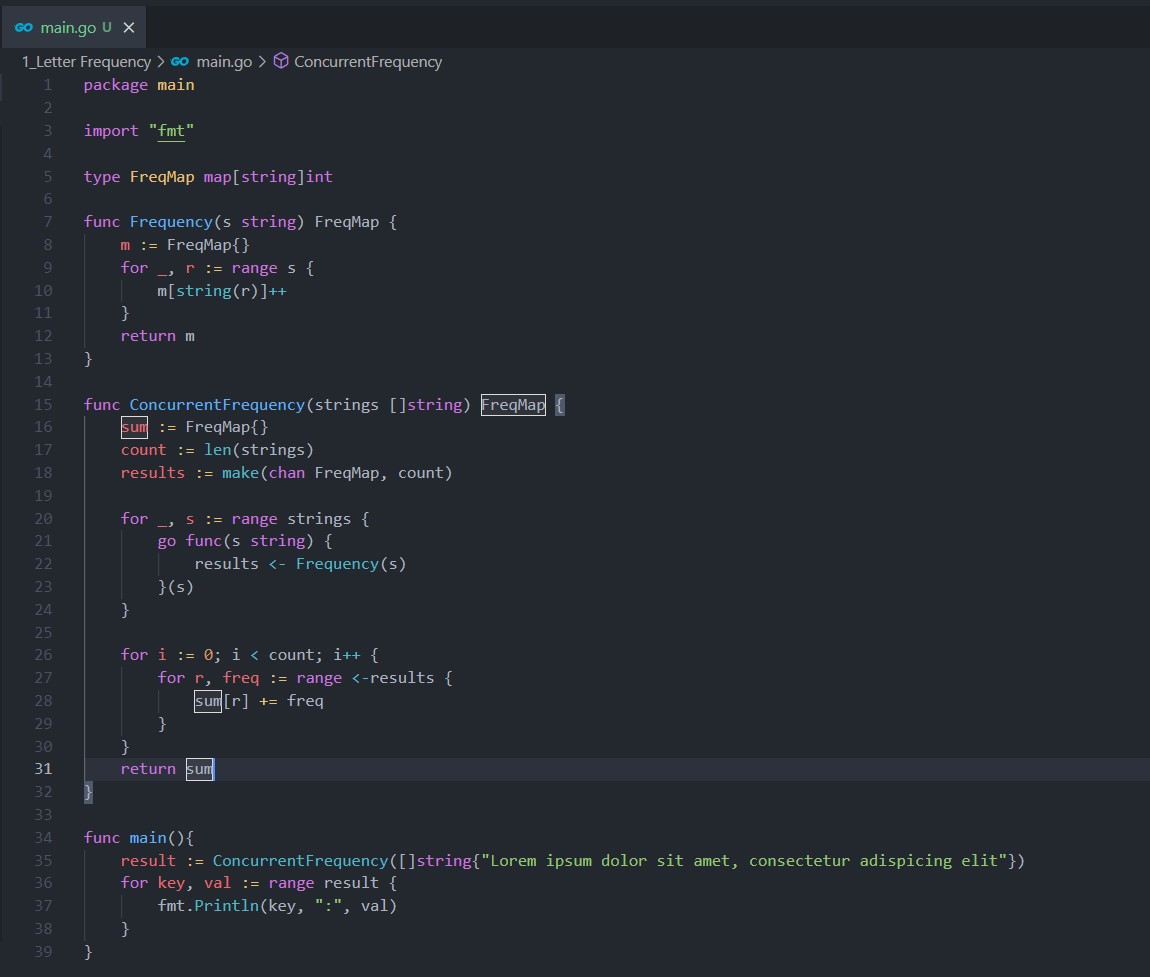 GO main.go U ×
1_Letter Frequency > GO main.go > ConcurrentFrequency
1 package main
2
3 import "fmt"
4
5 type FreqMap map[string]int
6
7 func Frequency(s string) FreqMap {
8     m := FreqMap{}
9     for _, r := range s {
10         m[string(r)]++
11     }
12     return m
13 }
14
15 func ConcurrentFrequency(strings []string) FreqMap {
16     sum := FreqMap{}
17     count := len(strings)
18     results := make(chan FreqMap, count)
19
20     for _, s := range strings {
21         go func(s string) {
22             results <- Frequency(s)
23         }(s)
24     }
25
26     for i := 0; i < count; i++ {
27         for r, freq := range <-results {
28             sum[r] += freq
29         }
30     }
31     return sum
32 }
33
34 func main(){
35     result := ConcurrentFrequency([]string{"Lorem ipsum dolor sit amet, consectetur adispicing elit"})
36     for key, val := range result {
37         fmt.Println(key, ":", val)
38     }
39 }